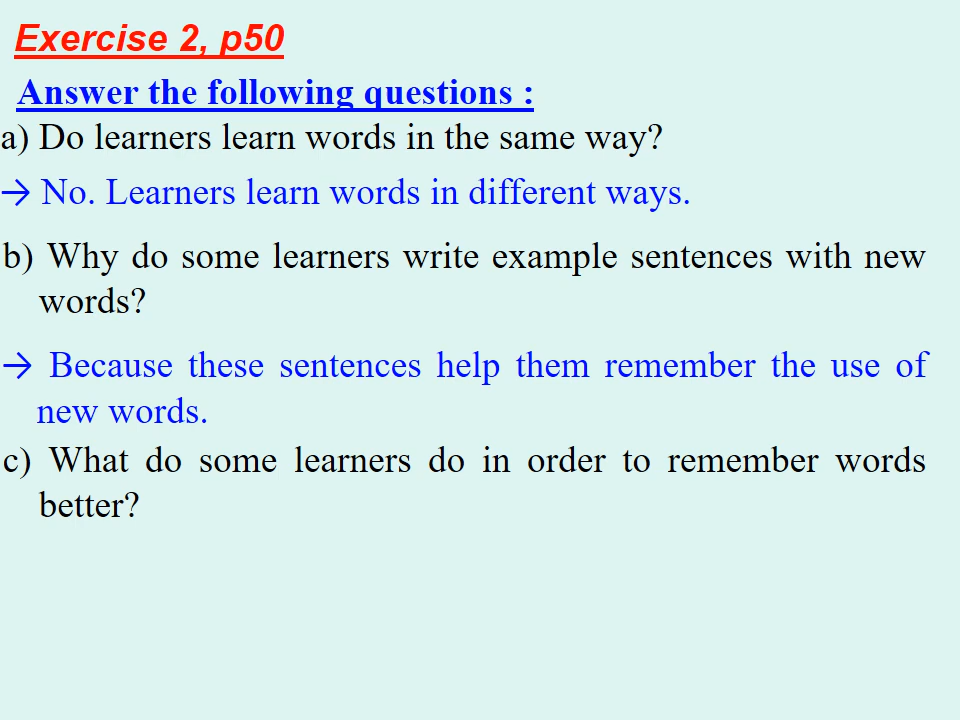 Exercise 2, p50
Answer the following questions :
a) Do learners learn words in the same way?
→ No. Learners learn words in different ways.
b) Why do some learners write example sentences with new
words?
→ Because these sentences help them remember the use of
new words.
c) What do some learners do in order to remember words
better?